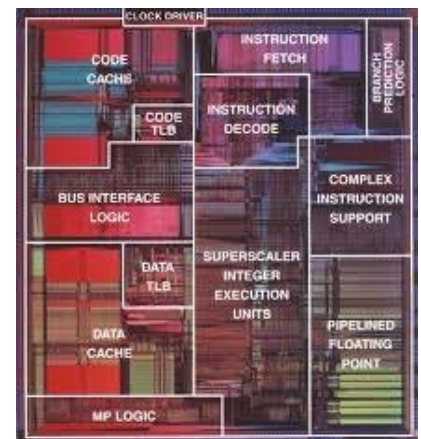 CLOCK DRIVER
CODE
CACHS
INSTRUCTION
FETCH
BRANCH
PREDICTION
LOGIC
CODE
TLB
INSTRUCTION
DECODE
COMPLEX
INSTRUCTION
SUPPORT
BUS INTERFACE
LOGIC
DATA
TLB
SUPERSCALER
INTEGER
EXECUTION
UNITS
DATA
CACHE
PIPELINED
FLOATING
POINT
MP LOGIC